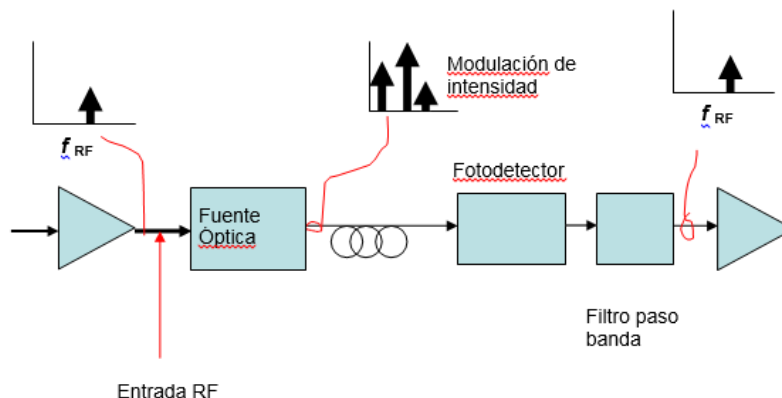 Modulación de
intensidad
f RF
f RF
Fotodetector
Fuente
Óptica
Filtro paso
banda
Entrada RF